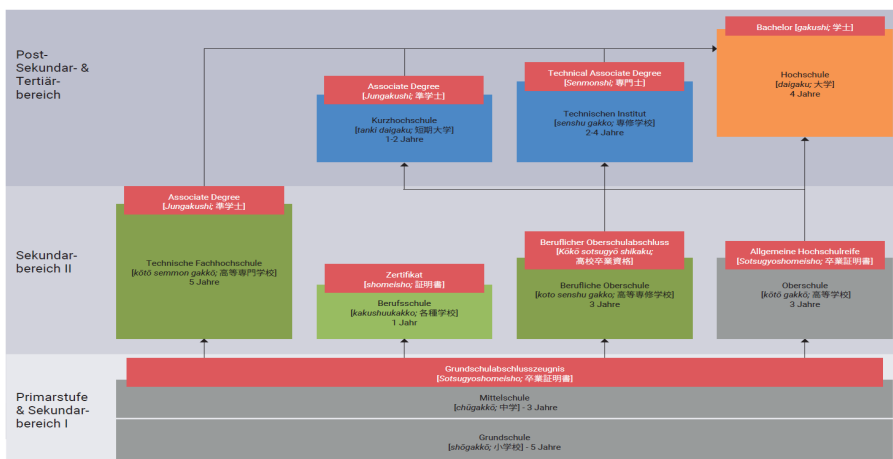 Post-
Sekundar- &
Tertiär-
bereich
Bachelor [gakushi; 学士]
Hochschule
[daigaku; 大学]
4 Jahre
Associate Degree
[Jungakushi; 準学士]
Kurzhochschule
[tanki daigaku; 短期大学]
1-2 Jahre
Technical Associate Degree
[Senmonshi; 専門士]
Technischen Institut
[senshu gakko; 専修学校]
2-4 Jahre
Sekundar-
bereich II
Associate Degree
[Jungakushi; 準学士]
Technische Fachhochschule
[kōtō semmon gakkō; 高等専門学校]
5 Jahre
Zertifikat
[shomeisho; 証明書]
Berufsschule
[kakushuukakko; 各種学校]
1 Jahr
Beruflicher Oberschulabschluss
[Kōkō sotsugyō shikaku;
高校卒業資格]
Berufliche Oberschule
[koto senshu gakko; 高等専修学校]
3 Jahre
Allgemeine Hochschulreife
[Sotsugyoshomeisho; 卒業証明書]
Oberschule
[kōtō gakkō; 高等学校]
3 Jahre
Primarstufe
& Sekundar-
bereich I
Grundschulabschlusszeugnis
[Sotsugyoshomeisho; 卒業証明書]
Mittelschule
[chūgakkō; 中学] - 3 Jahre
Grundschule
[shōgakkō; 小学校] - 5 Jahre